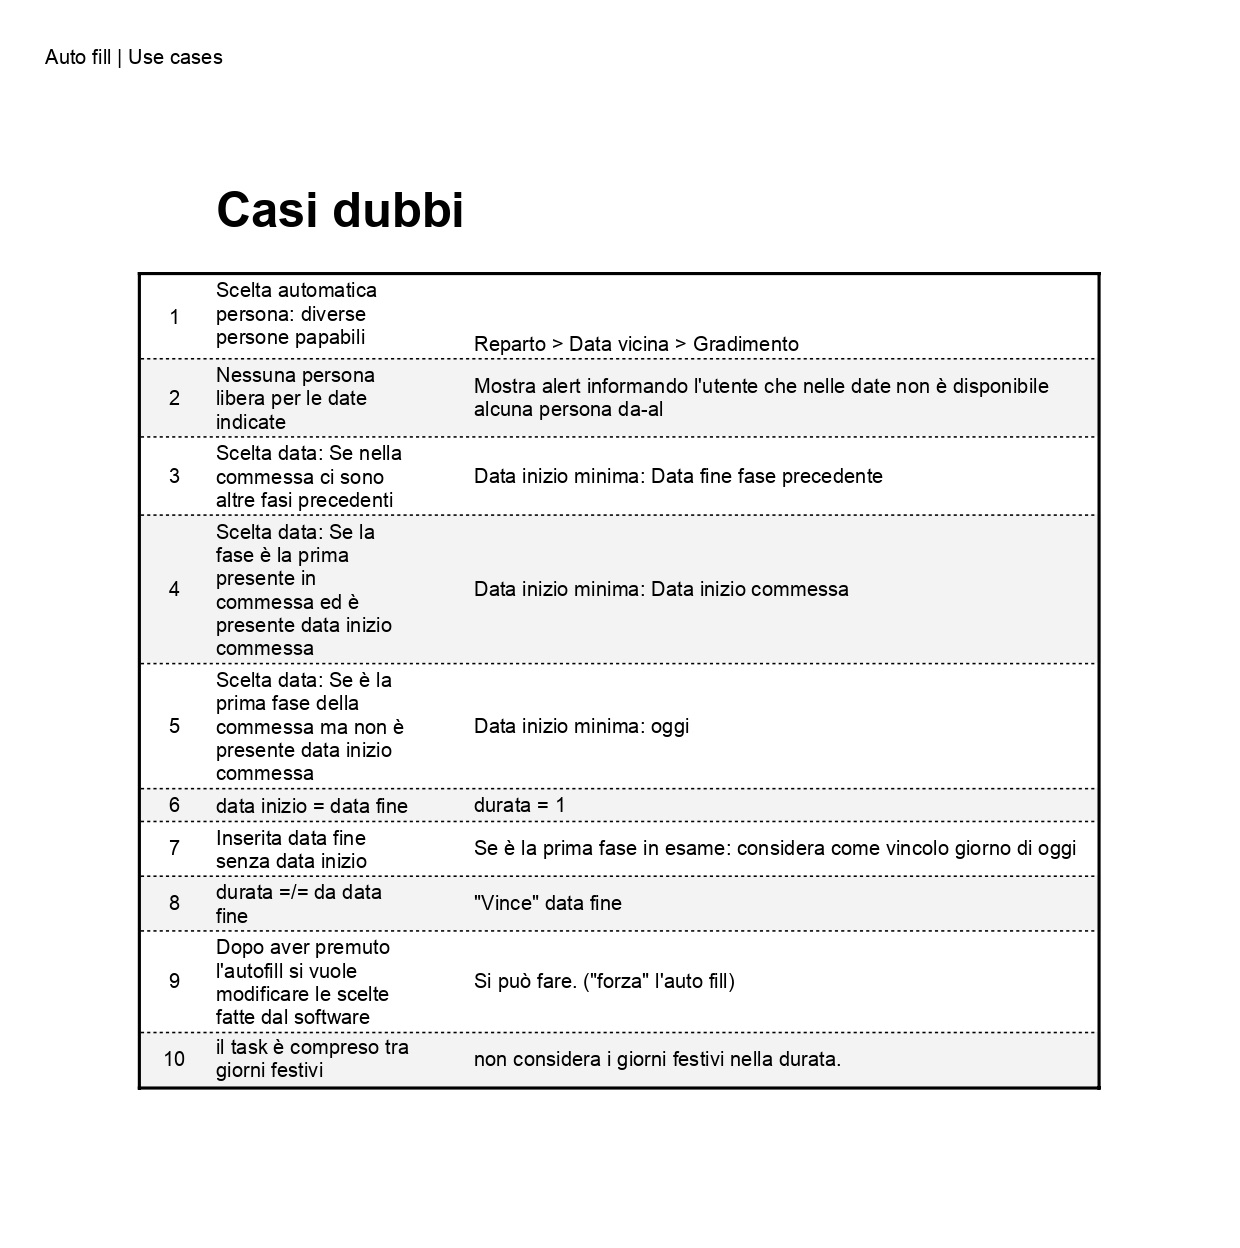 Auto fill | Use cases
Casi dubbi
1
Scelta automatica
persona: diverse
persone papabili
Reparto > Data vicina > Gradimento
2
Nessuna persona
libera per le date
indicate
Mostra alert informando l'utente che nelle date non è disponibile
alcuna persona da-al
3
Scelta data: Se nella
commessa ci sono
altre fasi precedenti
Data inizio minima: Data fine fase precedente
4
Scelta data: Se la
fase è la prima
presente in
commessa ed è
presente data inizio
commessa
Data inizio minima: Data inizio commessa
5
Scelta data: Se è la
prima fase della
commessa ma non è
presente data inizio
commessa
Data inizio minima: oggi
6
data inizio = data fine
durata = 1
7
Inserita data fine
senza data inizio
Se è la prima fase in esame: considera come vincolo giorno di oggi
8
durata =/= da data
fine
"Vince" data fine
9
Dopo aver premuto
l'autofill si vuole
modificare le scelte
fatte dal software
Si può fare. ("forza" l'auto fill)
10
il task è compreso tra
giorni festivi
non considera i giorni festivi nella durata.